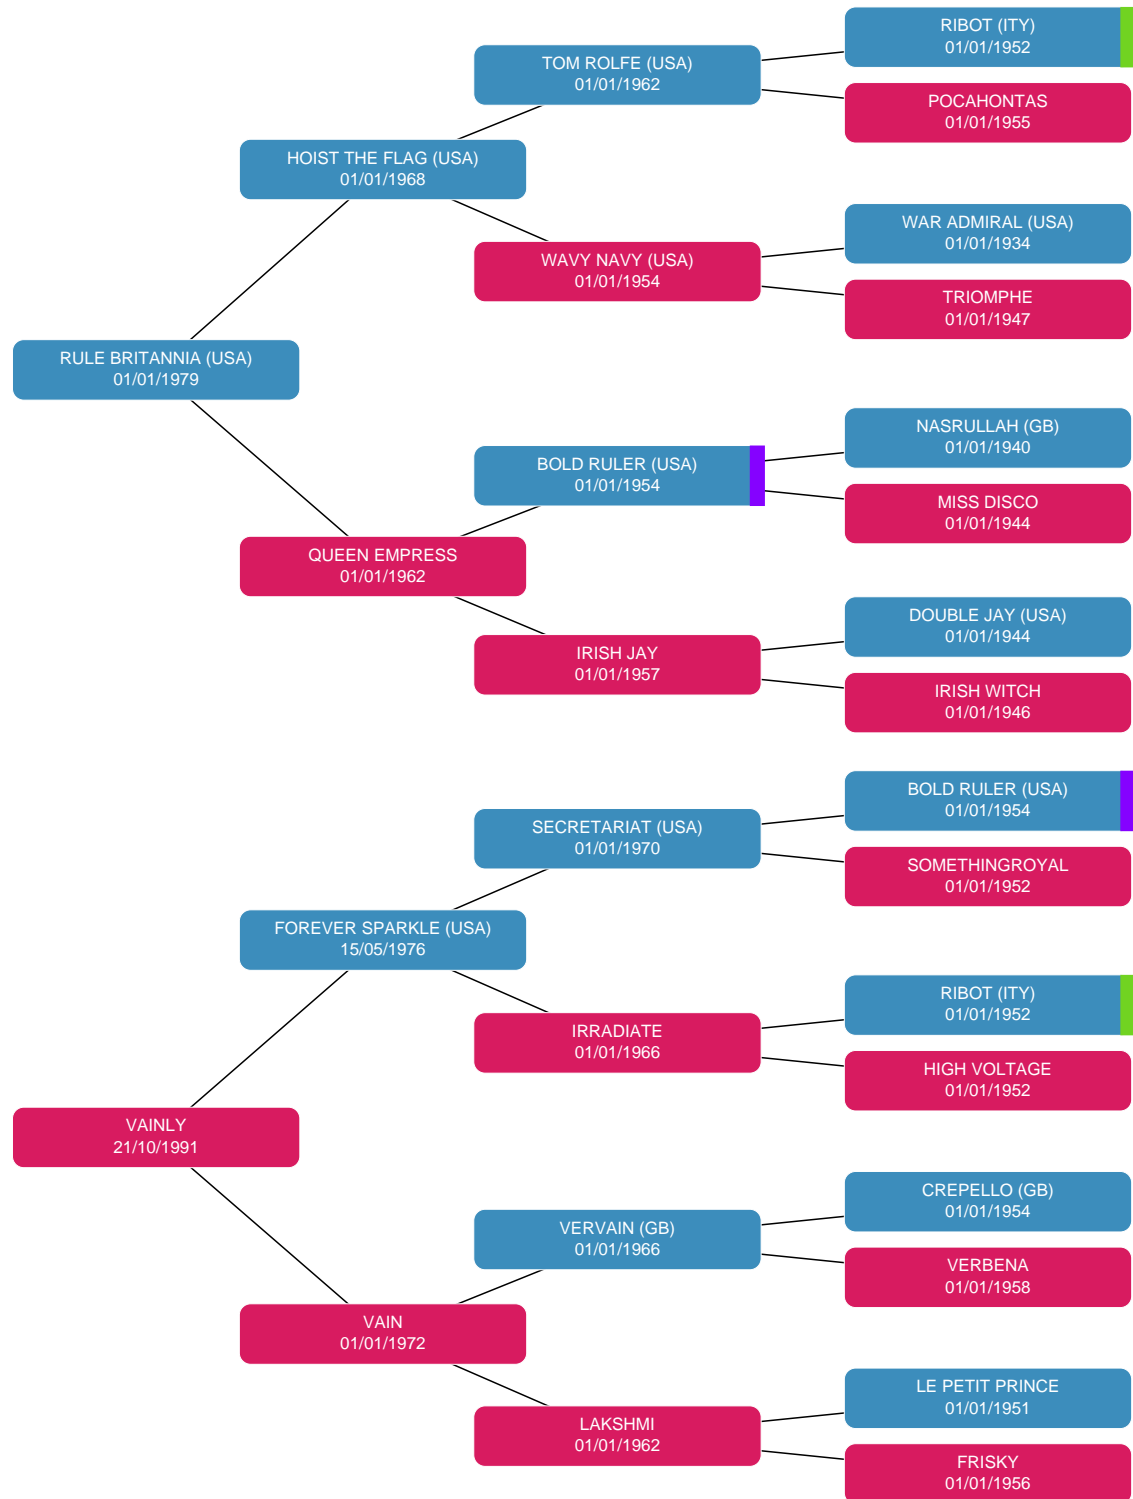 RIBOT (ITY)
01/01/1952
TOM ROLFE (USA)
01/01/1962
POCAHONTAS
01/01/1955
HOIST THE FLAG (USA)
01/01/1968
WAR ADMIRAL (USA)
01/01/1934
WAVY NAVY (USA)
01/01/1954
TRIOMPHE
01/01/1947
RULE BRITANNIA (USA)
01/01/1979
NASRULLAH (GB)
01/01/1940
BOLD RULER (USA)
01/01/1954
MISS DISCO
01/01/1944
QUEEN EMPRESS
01/01/1962
DOUBLE JAY (USA)
01/01/1944
IRISH JAY
01/01/1957
IRISH WITCH
01/01/1946
BOLD RULER (USA)
01/01/1954
SECRETARIAT (USA)
01/01/1970
SOMETHINGROYAL
01/01/1952
FOREVER SPARKLE (USA)
15/05/1976
RIBOT (ITY)
01/01/1952
IRRADIATE
01/01/1966
HIGH VOLTAGE
01/01/1952
VAINLY
21/10/1991
CREPELLO (GB)
01/01/1954
VERVAIN (GB)
01/01/1966
VERBENA
01/01/1958
VAIN
01/01/1972
LE PETIT PRINCE
01/01/1951
LAKSHMI
01/01/1962
FRISKY
01/01/1956